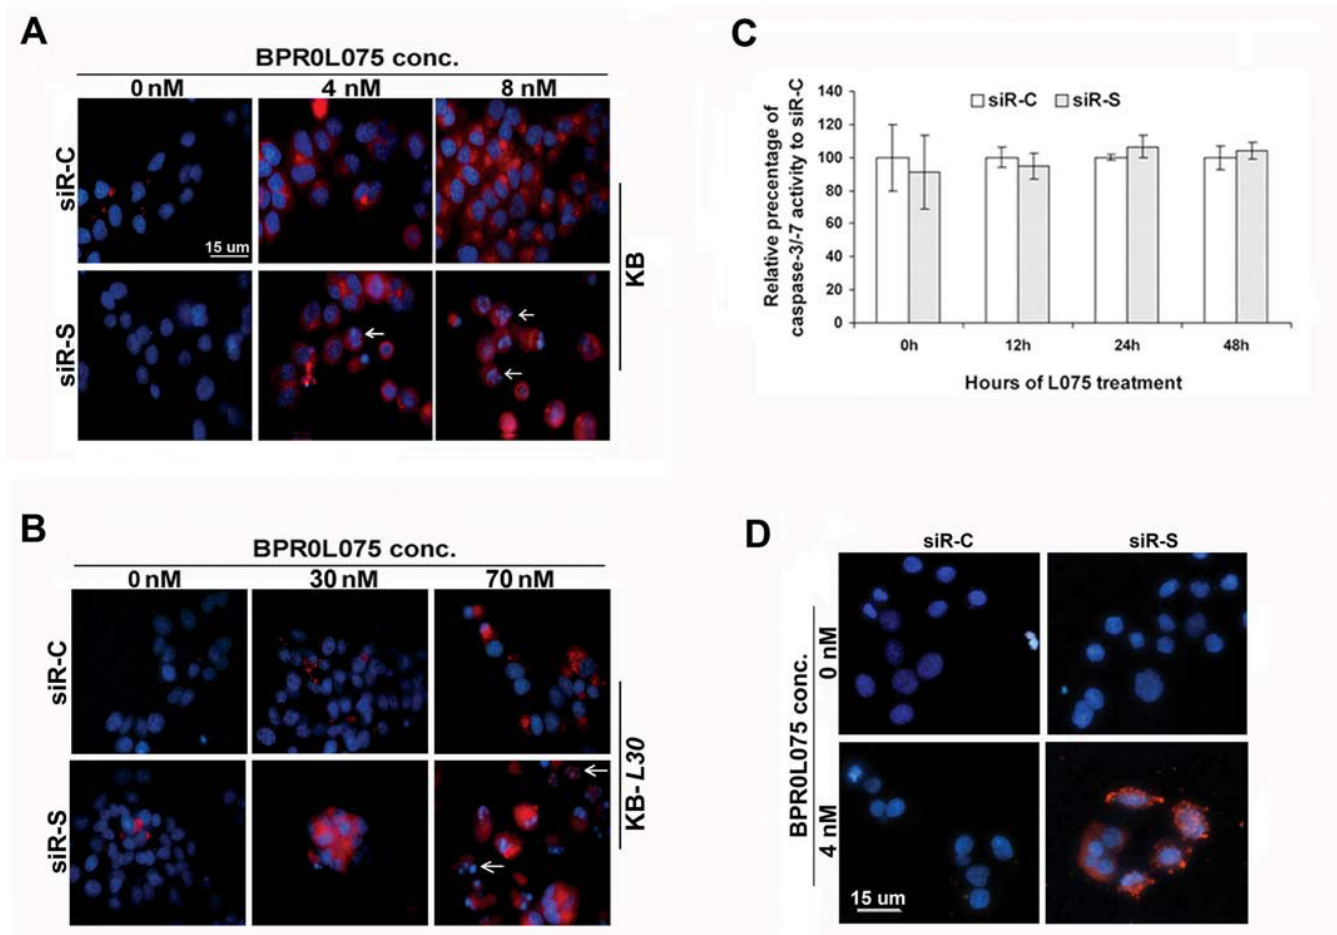 A
BPR0L075 conc.
0 nM 4 nM 8 nM
siR-C
15 um
siR-S
KB
C
140
120
100
80
60
40
20
0
siR-C siR-S
Relative precentage of
caspase-3/-7 activity to siR-C
0h 12h 24h 48h
Hours of L075 treatment
B
BPR0L075 conc.
0 nM 30 nM 70 nM
siR-C
siR-S
KB-L30
D
siR-C siR-S
BPR0L075 conc.
0 nM
4 nM
15 um